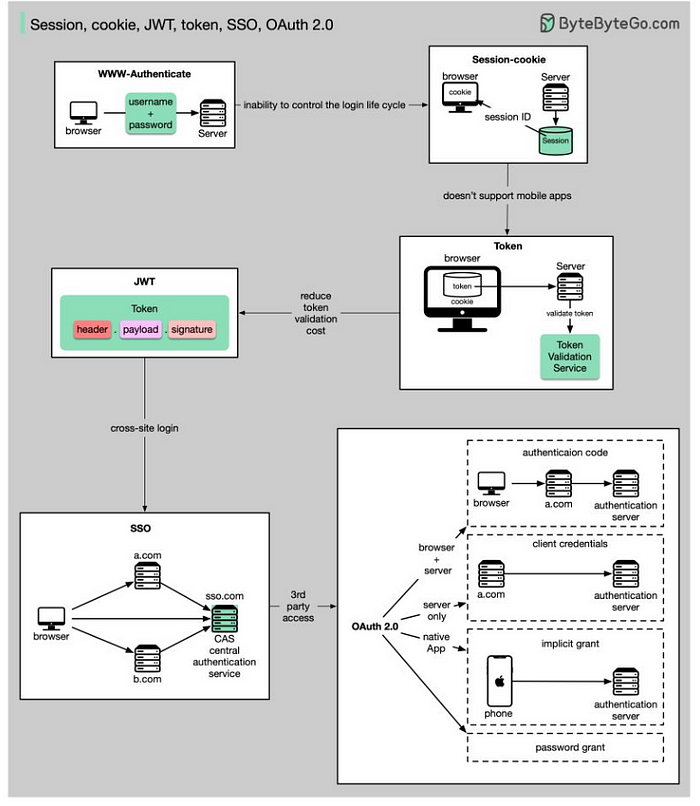 Session, cookie, JWT, token, SSO, OAuth 2.0
ByteByteGo.com
WWW-Authenticate
browser
username
+
password
Server
inability to control the login life cycle
Session-cookie
browser
cookie
Server
session ID
Session
doesn't support mobile apps
Token
browser
token
cookie
Server
validate token
Token
Validation
Service
reduce
token
validation
cost
JWT
Token
header . payload . signature
cross-site login
SSO
browser
a.com
b.com
sso.com
CAS
central
authentication
service
3rd
party
access
OAuth 2.0
browser
+
server
server
only
native
App
authenticaion code
browser
a.com
authentication
server
client credentials
a.com
authentication
server
implicit grant
phone
authentication
server
password grant